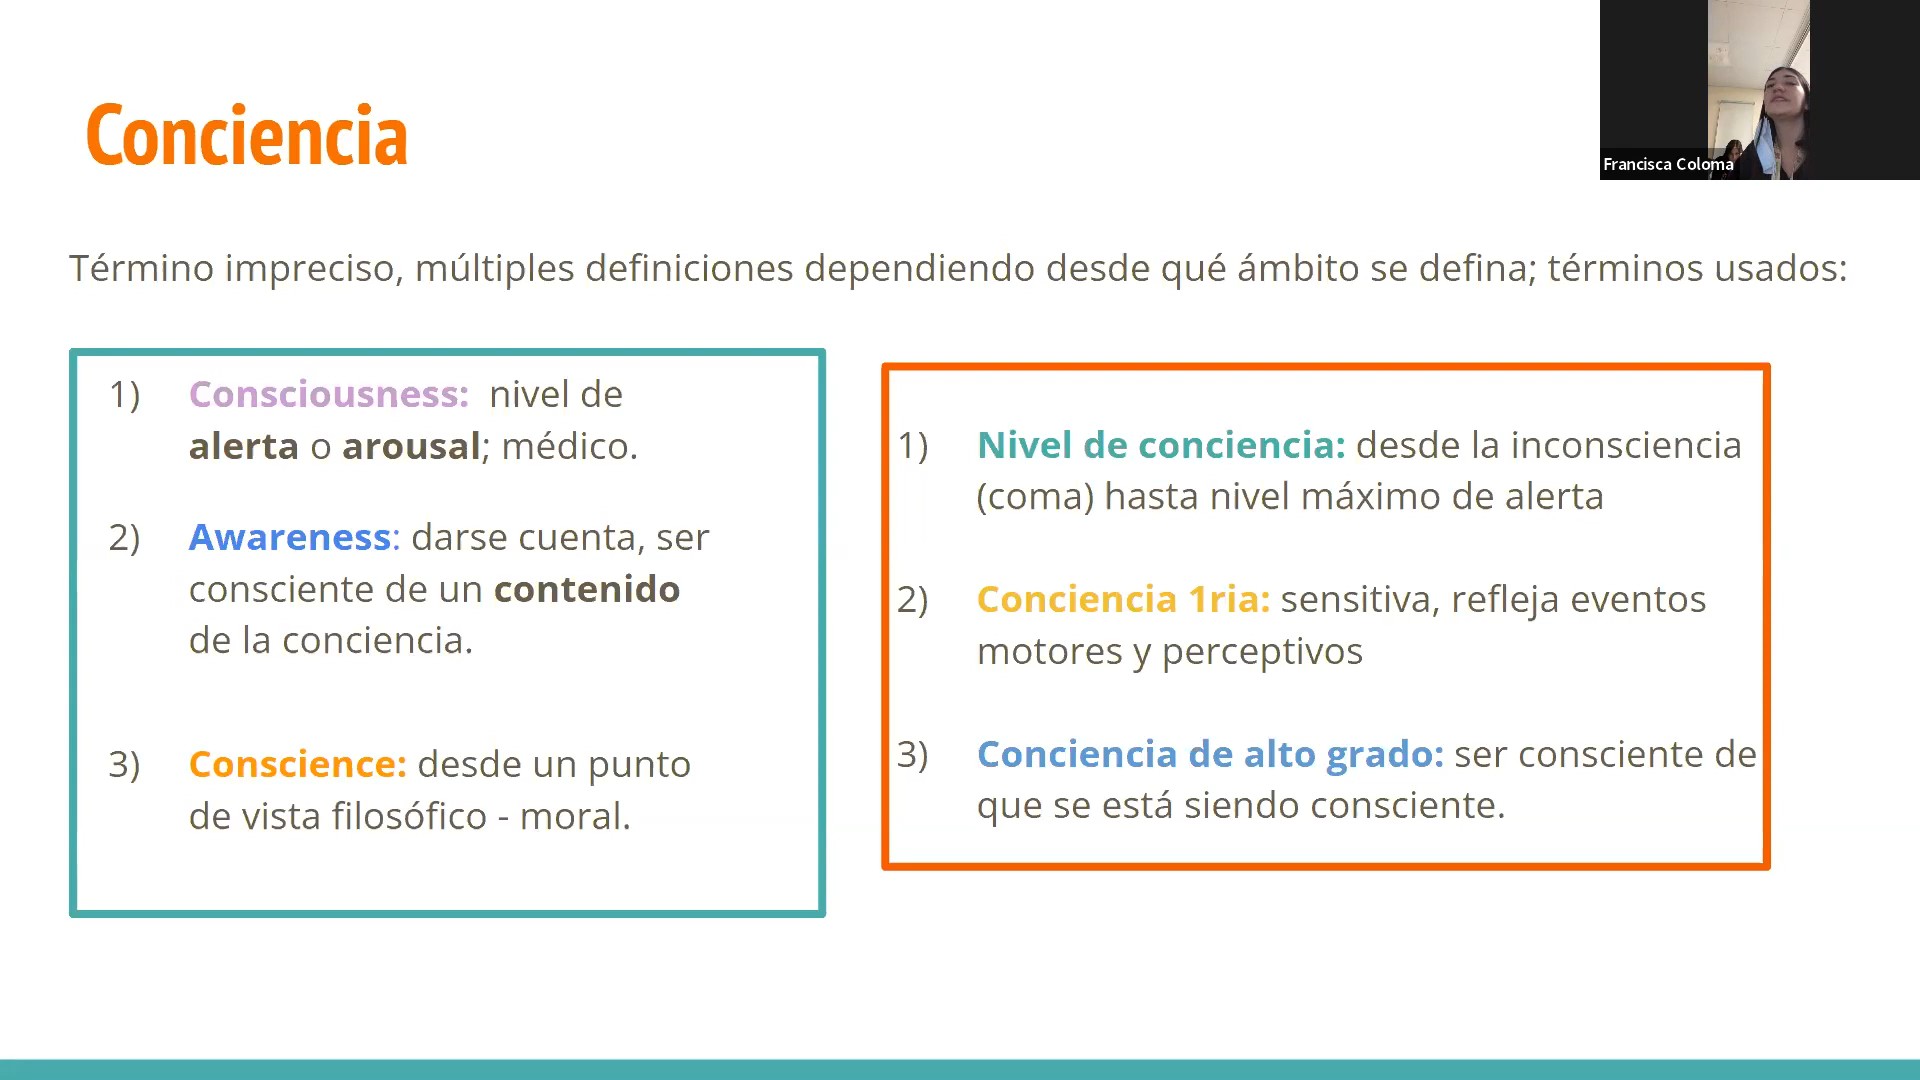 Conciencia
Francisca Coloma
Término impreciso, múltiples definiciones dependiendo desde qué ámbito se defina; términos usados:
1) Consciousness: nivel de
alerta o arousal; médico.
2) Awareness: darse cuenta, ser
consciente de un contenido
de la conciencia.
3) Conscience: desde un punto
de vista filosófico - moral.
1) Nivel de conciencia: desde la inconsciencia
(coma) hasta nivel máximo de alerta
2) Conciencia 1ria: sensitiva, refleja eventos
motores y perceptivos
3) Conciencia de alto grado: ser consciente de
que se está siendo consciente.